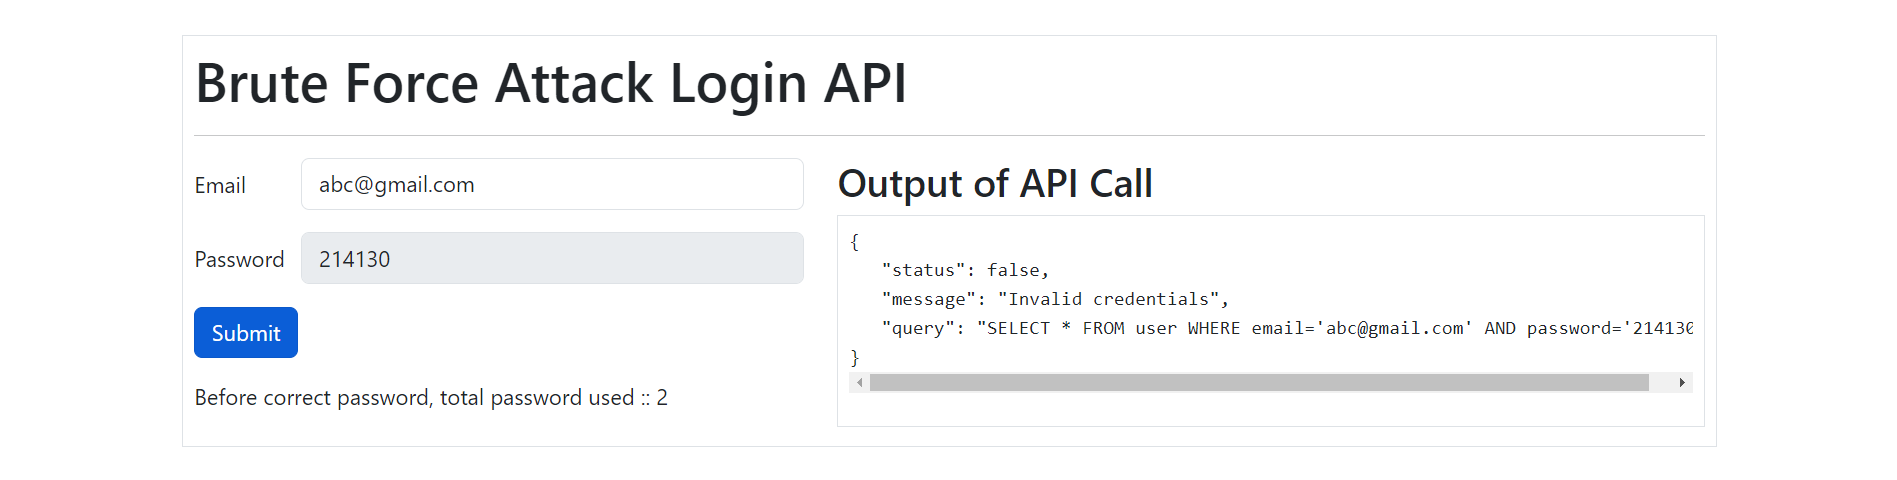 Brute Force Attack Login API
Email abc@gmail.com
Password 214130
Submit
Before correct password, total password used :: 2
Output of API Call
{
"status": false,
"message": "Invalid credentials",
"query": "SELECT * FROM user WHERE email='abc@gmail.com' AND password='214130
}